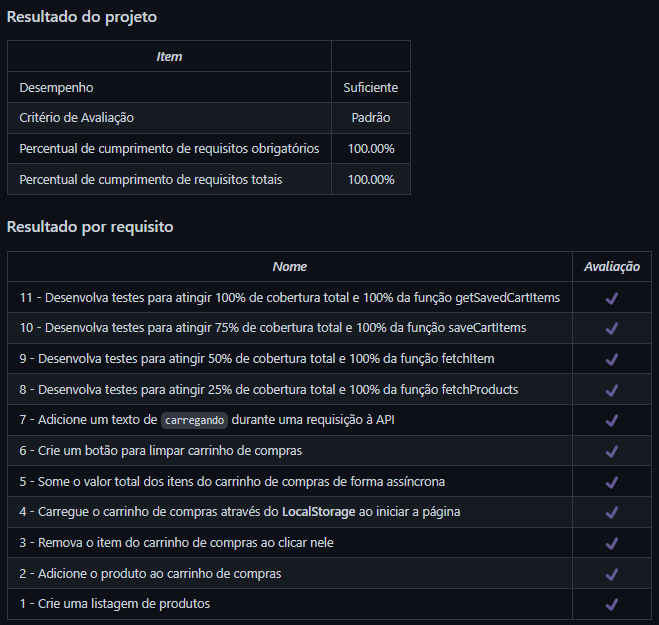 Resultado do projeto
Item
Desempenho Suficiente
Critério de Avaliação Padrão
Percentual de cumprimento de requisitos obrigatórios 100.00%
Percentual de cumprimento de requisitos totais 100.00%
Resultado por requisito
Nome Avaliação
11 - Desenvolva testes para atingir 100% de cobertura total e 100% da função getSavedCartItems ✔
10 - Desenvolva testes para atingir 75% de cobertura total e 100% da função saveCartItems ✔
9 - Desenvolva testes para atingir 50% de cobertura total e 100% da função fetchItem ✔
8 - Desenvolva testes para atingir 25% de cobertura total e 100% da função fetchProducts ✔
7 - Adicione um texto de carregando durante uma requisição à API ✔
6 - Crie um botão para limpar carrinho de compras ✔
5 - Some o valor total dos itens do carrinho de compras de forma assíncrona ✔
4 - Carregue o carrinho de compras através do LocalStorage ao iniciar a página ✔
3 - Remova o item do carrinho de compras ao clicar nele ✔
2 - Adicione o produto ao carrinho de compras ✔
1 - Crie uma listagem de produtos ✔